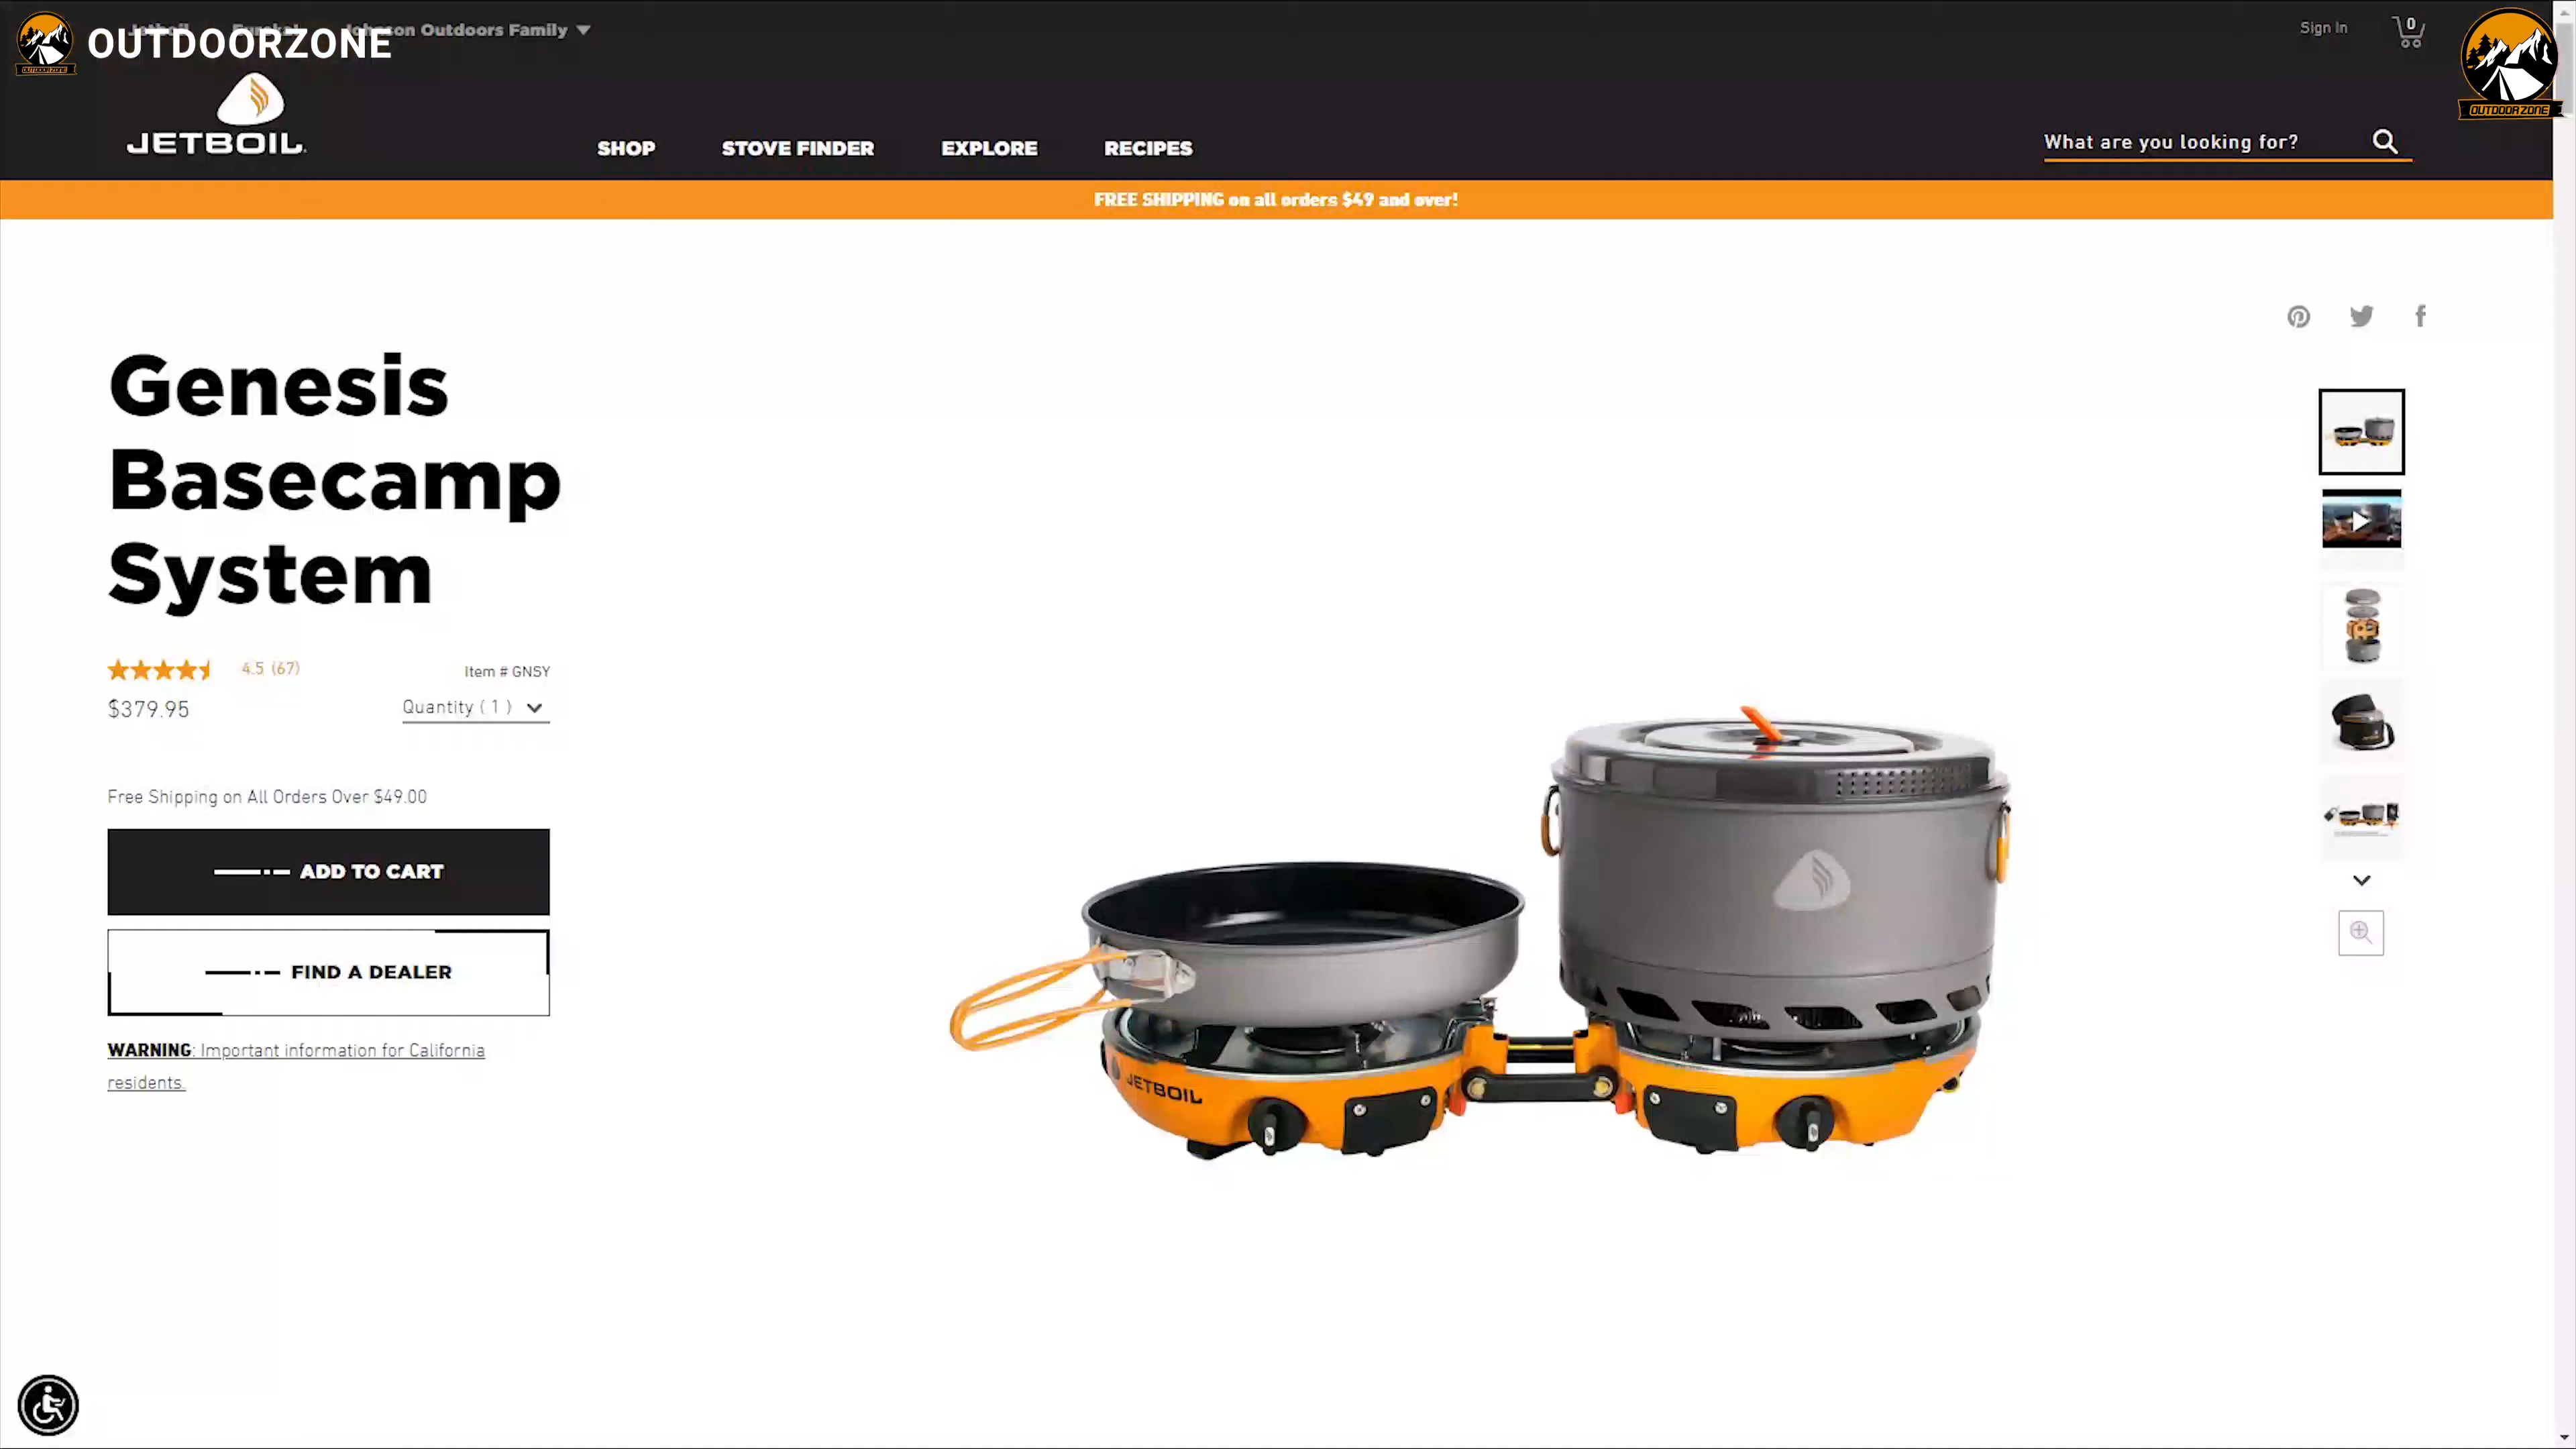 OUTDOORZONE
Johnson Outdoors Family
Sign In
0
OUTDOORZONE
OUTDOORZONE
JETBOIL
SHOP
STOVE FINDER
EXPLORE
RECIPES
What are you looking for?
FREE SHIPPING on all orders $49 and over!
Genesis
Basecamp
System
4.5 (67)
Item # GNSY
$379.95
Quantity ( 1 )
Free Shipping on All Orders Over $49.00
ADD TO CART
FIND A DEALER
WARNING: Important information for California
residents.
JETBOIL